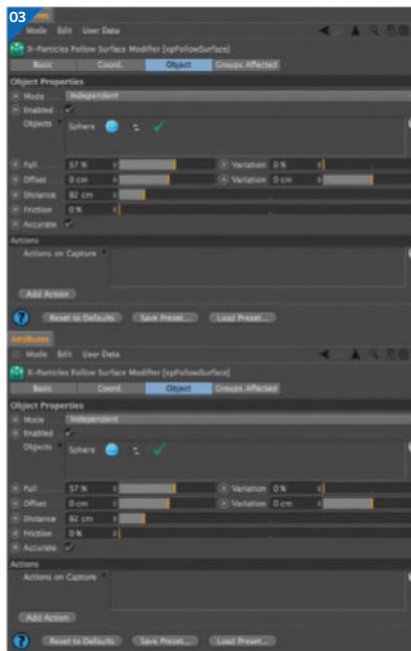 03
Attributes
Mode Edit User Data
X-Particles Follow Surface Modifier [xpFollowSurface]
Basic Coord. Object Groups Affected
Object Properties
Mode Independent
Enabled
Objects Sphere
Pull 57 % Variation 0 %
Offset 0 cm Variation 0 cm
Distance 82 cm
Friction 0 %
Accurate
Actions
Actions on Capture
Add Action
? Reset to Defaults Save Preset... Load Preset...
Attributes
Mode Edit User Data
X-Particles Follow Surface Modifier [xpFollowSurface]
Basic Coord. Object Groups Affected
Object Properties
Mode Independent
Enabled
Objects Sphere
Pull 57 % Variation 0 %
Offset 0 cm Variation 0 cm
Distance 82 cm
Friction 0 %
Accurate
Actions
Actions on Capture
Add Action
? Reset to Defaults Save Preset... Load Preset...